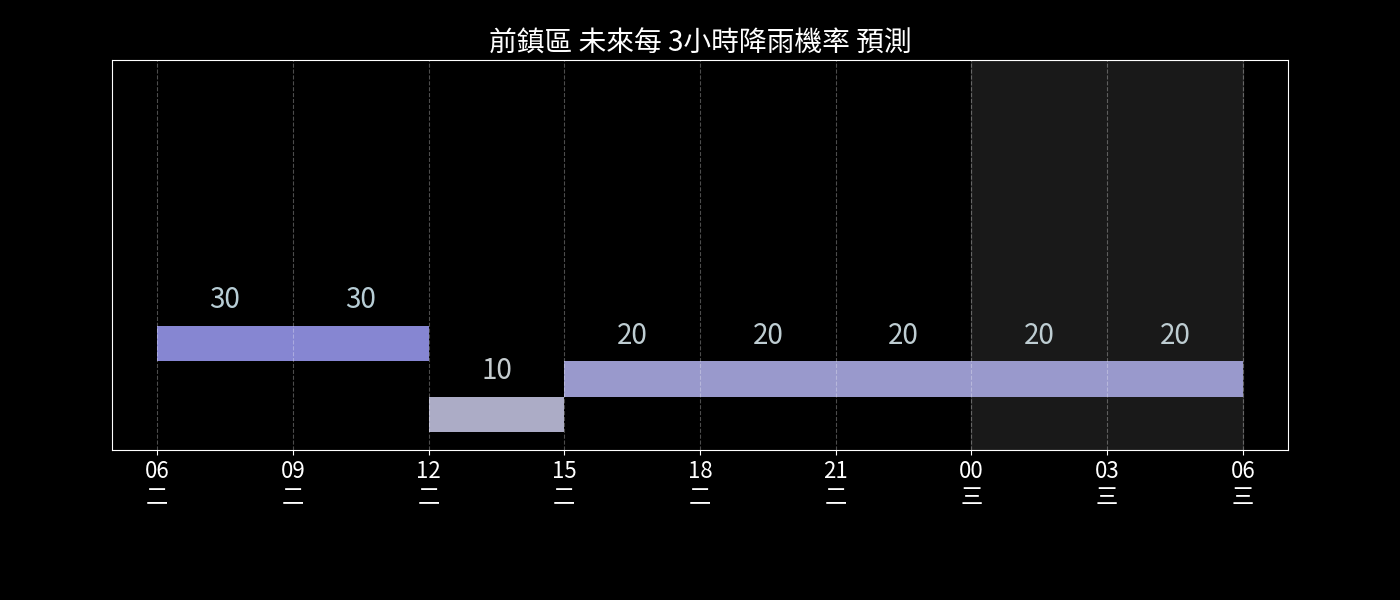 前鎮區 未來每 3小時降雨機率 預測
30 30
20 20 20 20 20
10
06 09 12 15 18 21 00 03 06
二 二 二 二 二 二 三 三 三